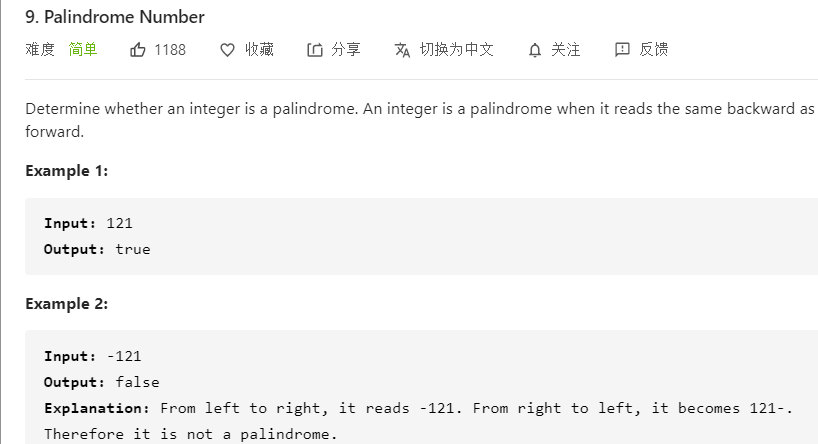 9. Palindrome Number
难度 简单 1188 收藏 分享 切换为中文 关注 反馈
Determine whether an integer is a palindrome. An integer is a palindrome when it reads the same backward as
forward.
Example 1:
Input: 121
Output: true
Example 2:
Input: -121
Output: false
Explanation: From left to right, it reads -121. From right to left, it becomes 121-.
Therefore it is not a palindrome.